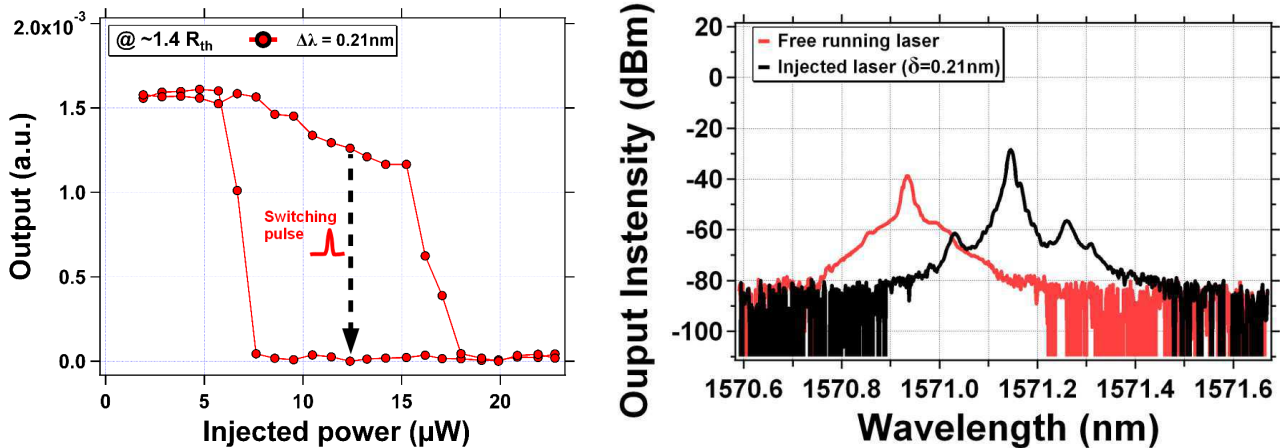 2.0x10⁻³
1.5
1.0
0.5
0.0
Output (a.u.)
@ ~1.4 Rth
Δλ = 0.21nm
Switching
pulse
0 5 10 15 20
Injected power (µW)
20
0
-20
-40
-60
-80
-100
Ouput Instensity (dBm)
Free running laser
Injected laser (δ=0.21nm)
1570.6 1570.8 1571.0 1571.2 1571.4 1571.6
Wavelength (nm)